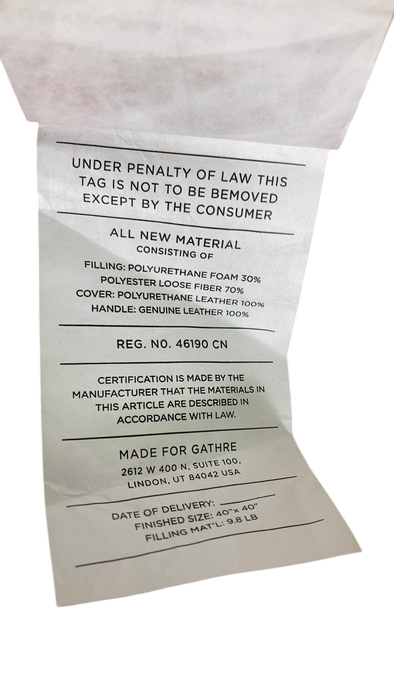 UNDER PENALTY OF LAW THIS
TAG IS NOT TO BE BEMOVED
EXCEPT BY THE CONSUMER
ALL NEW MATERIAL
CONSISTING OF
FILLING: POLYURETHANE FOAM 30%
POLYESTER LOOSE FIBER 70%
COVER: POLYURETHANE LEATHER 100%
HANDLE: GENUINE LEATHER 100%
REG. NO. 46190 CN
CERTIFICATION IS MADE BY THE
MANUFACTURER THAT THE MATERIALS IN
THIS ARTICLE ARE DESCRIBED IN
ACCORDANCE WITH LAW.
MADE FOR GATHRE
2612 W 400 N, SUITE 100,
LINDON, UT 84042 USA
DATE OF DELIVERY:
FINISHED SIZE: 40"x 40"
FILLING MAT'L: 9.8 LB